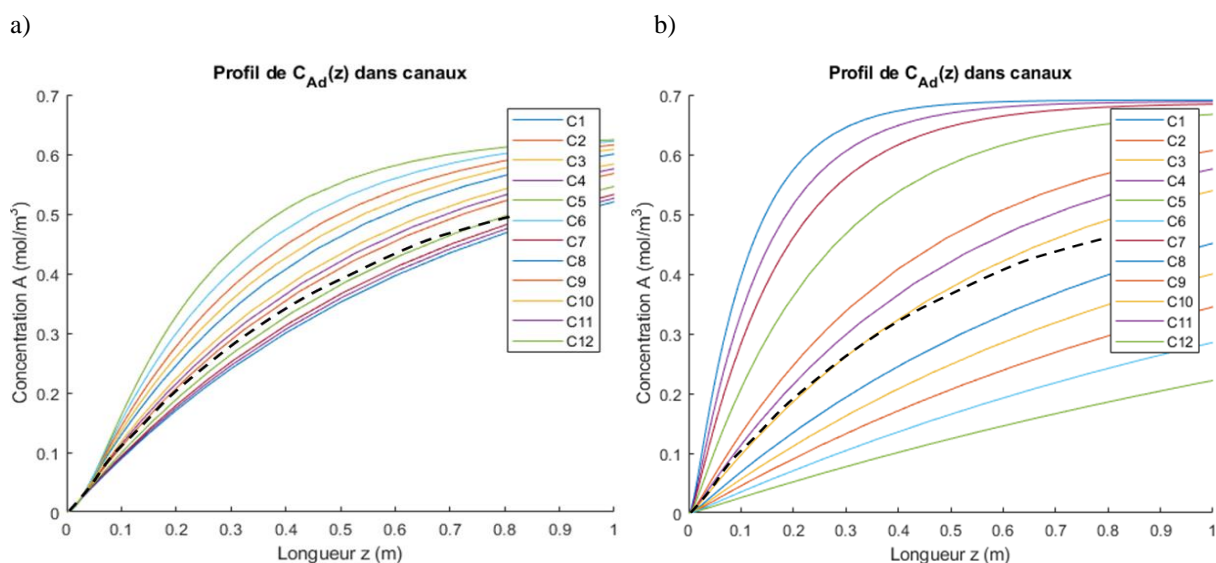 a)
b)
Profil de C_Ad(z) dans canaux
0.7
0.6
0.5
0.4
0.3
0.2
0.1
0
Concentration A (mol/m³)
0 0.1 0.2 0.3 0.4 0.5 0.6 0.7 0.8 0.9 1
Longueur z (m)
C1
C2
C3
C4
C5
C6
C7
C8
C9
C10
C11
C12
Profil de C_Ad(z) dans canaux
0.7
0.6
0.5
0.4
0.3
0.2
0.1
0
Concentration A (mol/m³)
0 0.1 0.2 0.3 0.4 0.5 0.6 0.7 0.8 0.9 1
Longueur z (m)
C1
C2
C3
C4
C5
C6
C7
C8
C9
C10
C11
C12